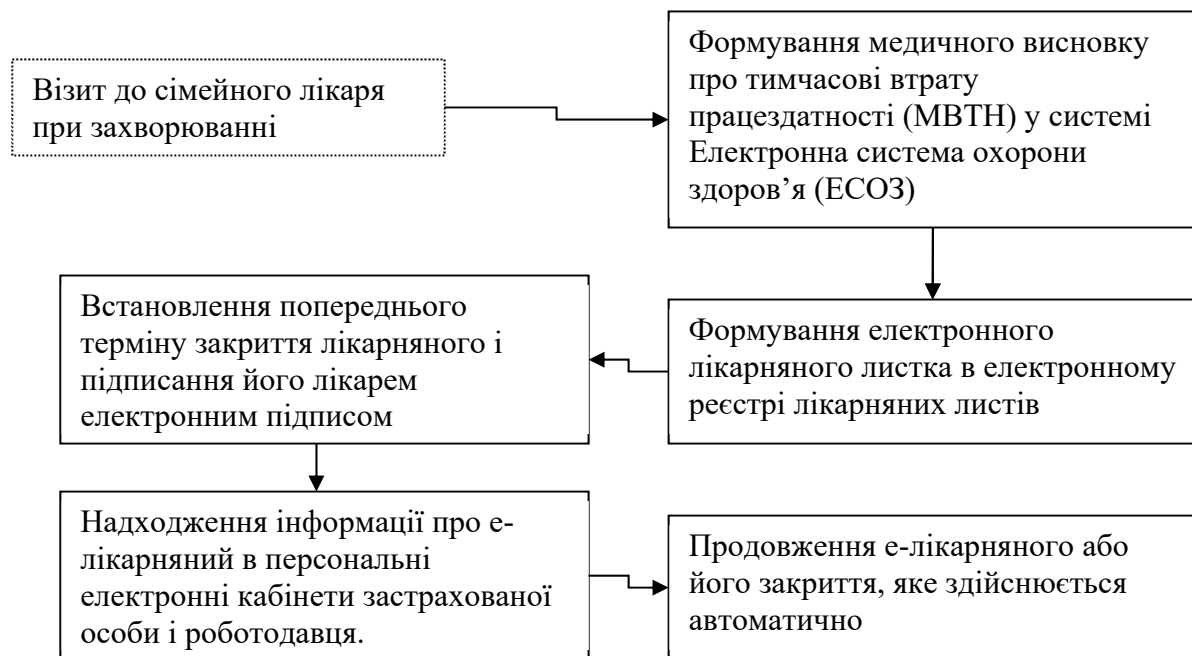 Візит до сімейного лікаря
при захворюванні
Формування медичного висновку
про тимчасові втрату
працездатності (МВТН) у системі
Електронна система охорони
здоров’я (ЕСОЗ)
Формування електронного
лікарняного листка в електронному
реєстрі лікарняних листів
Встановлення попереднього
терміну закриття лікарняного і
підписання його лікарем
електронним підписом
Надходження інформації про е-
лікарняний в персональні
електронні кабінети застрахованої
особи і роботодавця.
Продовження е-лікарняного або
його закриття, яке здійснюється
автоматично